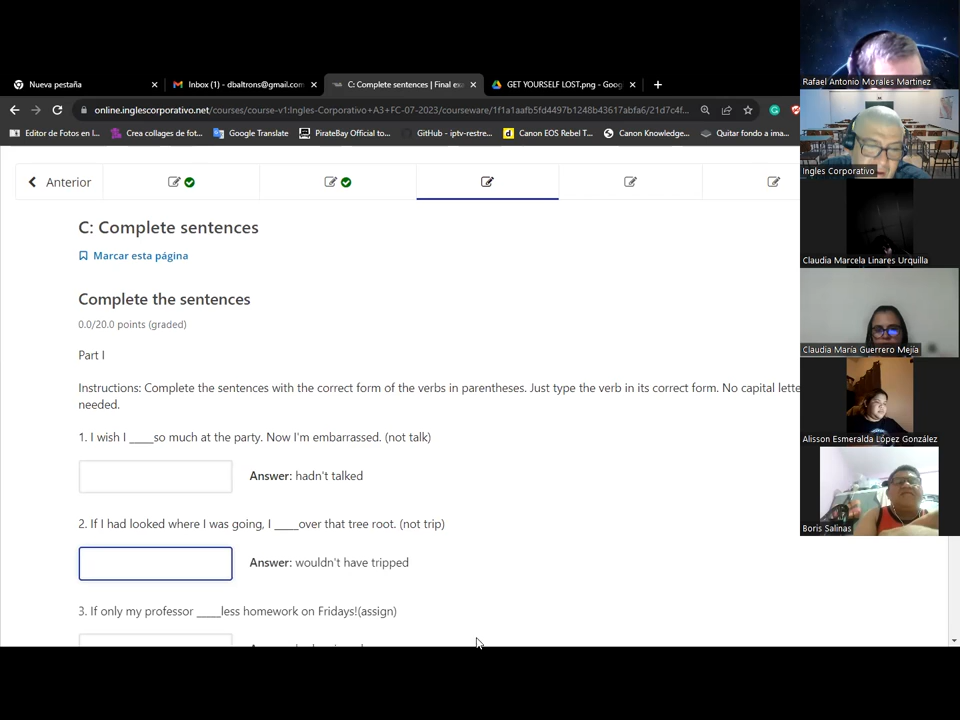 Nueva pestaña
Inbox (1) - dbaltrons@gmail.com
C: Complete sentences | Final ex
GET YOURSELF LOST.png - Goog
online.inglescorporativo.net/courses/course-v1:Ingles-Corporativo+A3+FC-07-2023/courseware/1f1a1aafb5fd4497b1248b43617abfa6/21d7c4f...
Editor de Fotos en l...
Crea collages de fot...
Google Translate
PirateBay Official to...
GitHub - iptv-restre...
Canon EOS Rebel T...
Canon Knowledge...
Quitar fondo a ima...
Anterior
C: Complete sentences
Marcar esta página
Complete the sentences
0.0/20.0 points (graded)
Part I
Instructions: Complete the sentences with the correct form of the verbs in parentheses. Just type the verb in its correct form. No capital lette
needed.
1. I wish I ____so much at the party. Now I'm embarrassed. (not talk)
Answer: hadn't talked
2. If I had looked where I was going, I ____over that tree root. (not trip)
Answer: wouldn't have tripped
3. If only my professor ____less homework on Fridays!(assign)
Rafael Antonio Morales Martinez
Ingles Corporativo
Claudia Marcela Linares Urquilla
Claudia María Guerrero Mejía
Alisson Esmeralda López González
Boris Salinas